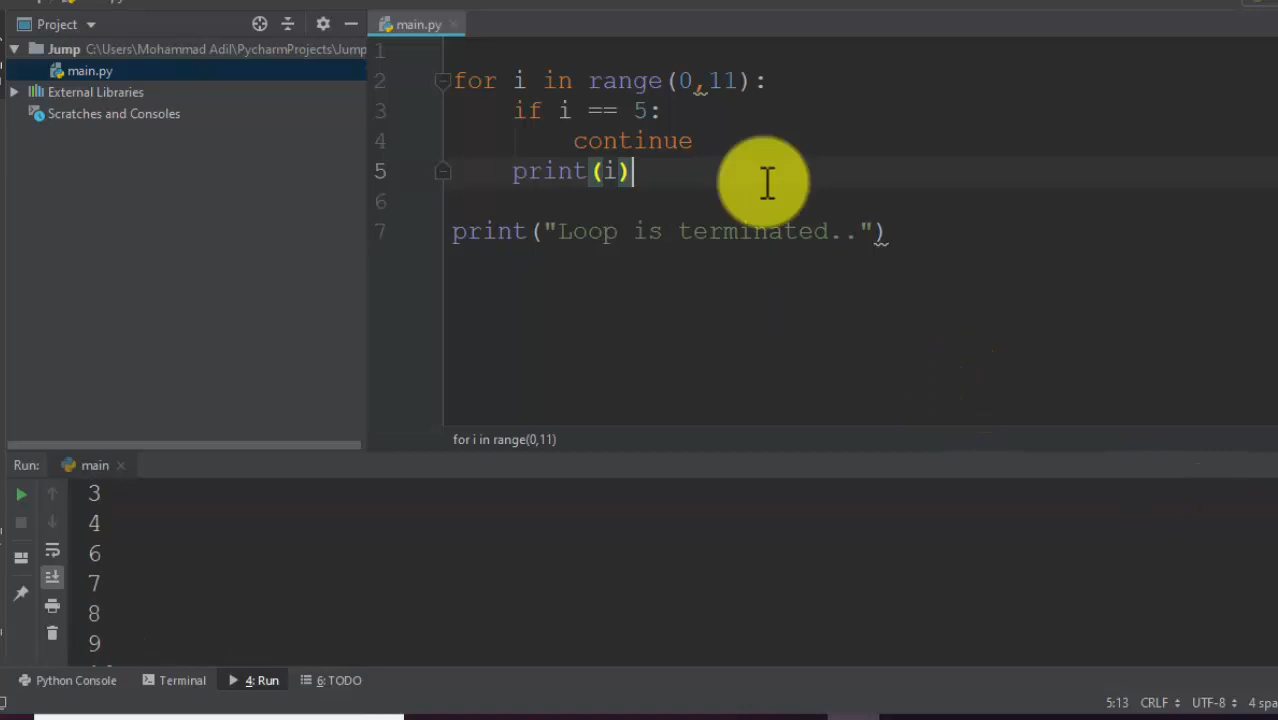 Project
main.py
Jump C:\Users\Mohammad Adil\PycharmProjects\Jump
main.py
External Libraries
Scratches and Consoles
1
2 for i in range(0,11):
3 if i == 5:
4 continue
5 print(i)
6
7 print("Loop is terminated..")
for i in range(0,11)
Run: main
3
4
6
7
8
9
Python Console Terminal 4: Run 6: TODO
5:13 CRLF UTF-8 4 spa